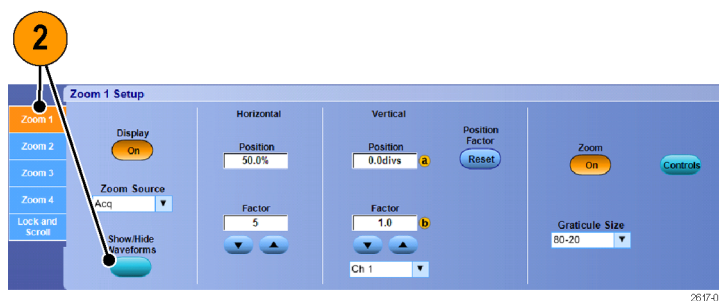 2
Zoom 1 Setup
Zoom 1
Zoom 2
Zoom 3
Zoom 4
Lock and
Scroll
Display
On
Zoom Source
Acq
Show/Hide
Waveforms
Horizontal
Position
50.0%
Factor
5
Vertical
Position
0.0divs
a
Factor
1.0
b
Ch 1
Position
Factor
Reset
Zoom
On
Controls
Graticule Size
80-20